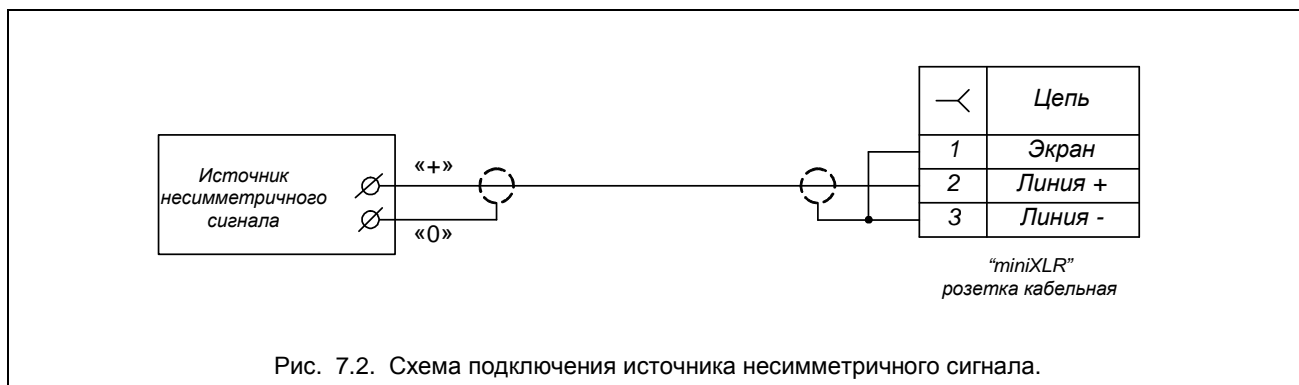 Цепь
1 Экран
2 Линия +
3 Линия -
Источник
несимметричного
сигнала
«+»
«0»
“miniXLR”
розетка кабельная
Рис. 7.2. Схема подключения источника несимметричного сигнала.